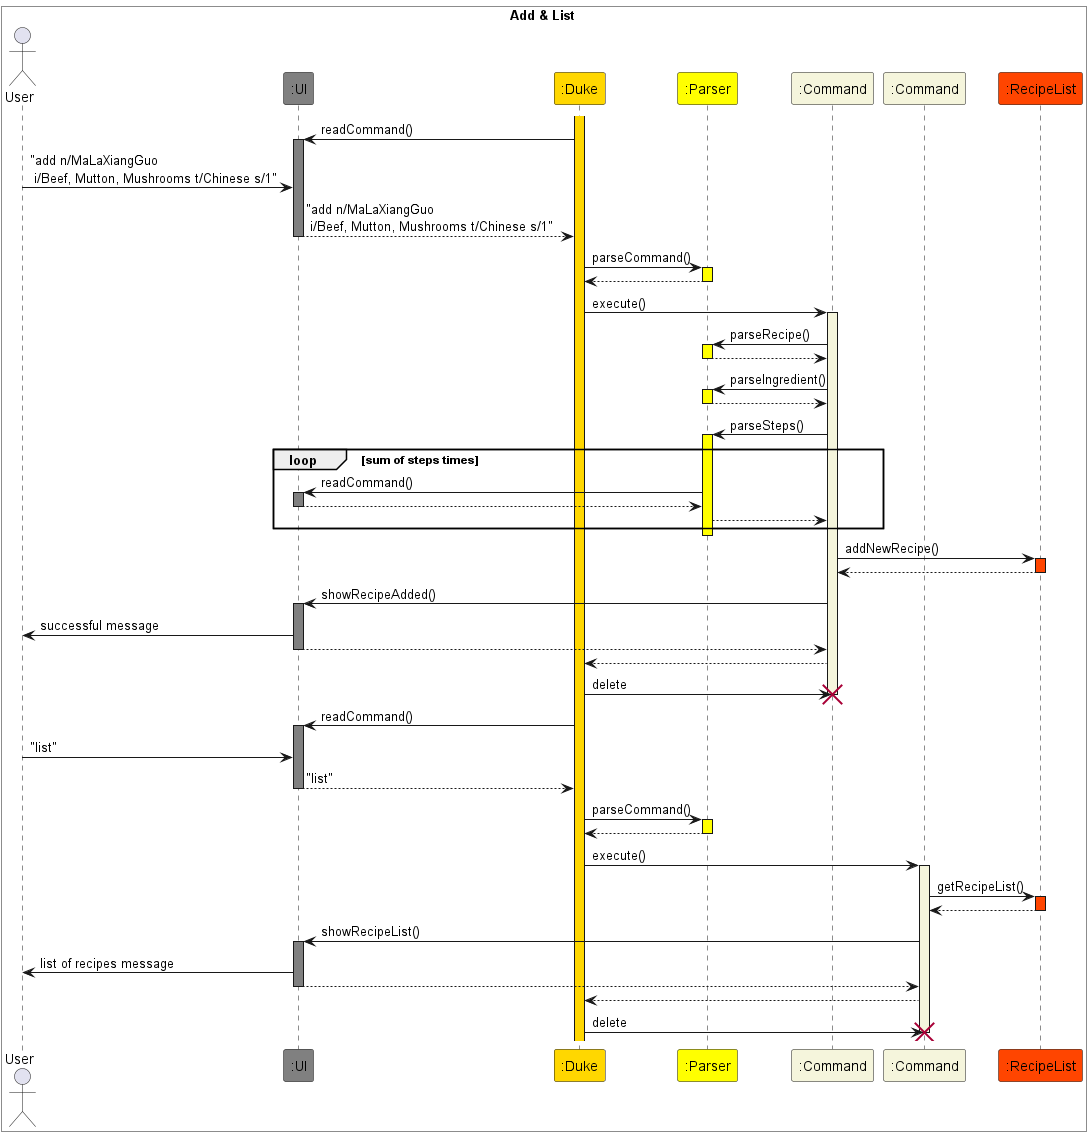 Add & List
User
:UI
:Duke
:Parser
:Command
:Command
:RecipeList
readCommand()
"add n/MaLaXiangGuo
i/Beef, Mutton, Mushrooms t/Chinese s/1"
"add n/MaLaXiangGuo
i/Beef, Mutton, Mushrooms t/Chinese s/1"
parseCommand()
execute()
parseRecipe()
parseIngredient()
parseSteps()
loop [sum of steps times]
readCommand()
addNewRecipe()
showRecipeAdded()
successful message
delete
readCommand()
"list"
"list"
parseCommand()
execute()
getRecipeList()
showRecipeList()
list of recipes message
delete
User
:UI
:Duke
:Parser
:Command
:Command
:RecipeList